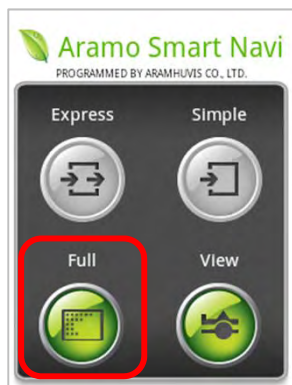 Aramo Smart Navi
PROGRAMMED BY ARAMHUVIS CO., LTD.
Express Simple
Full View